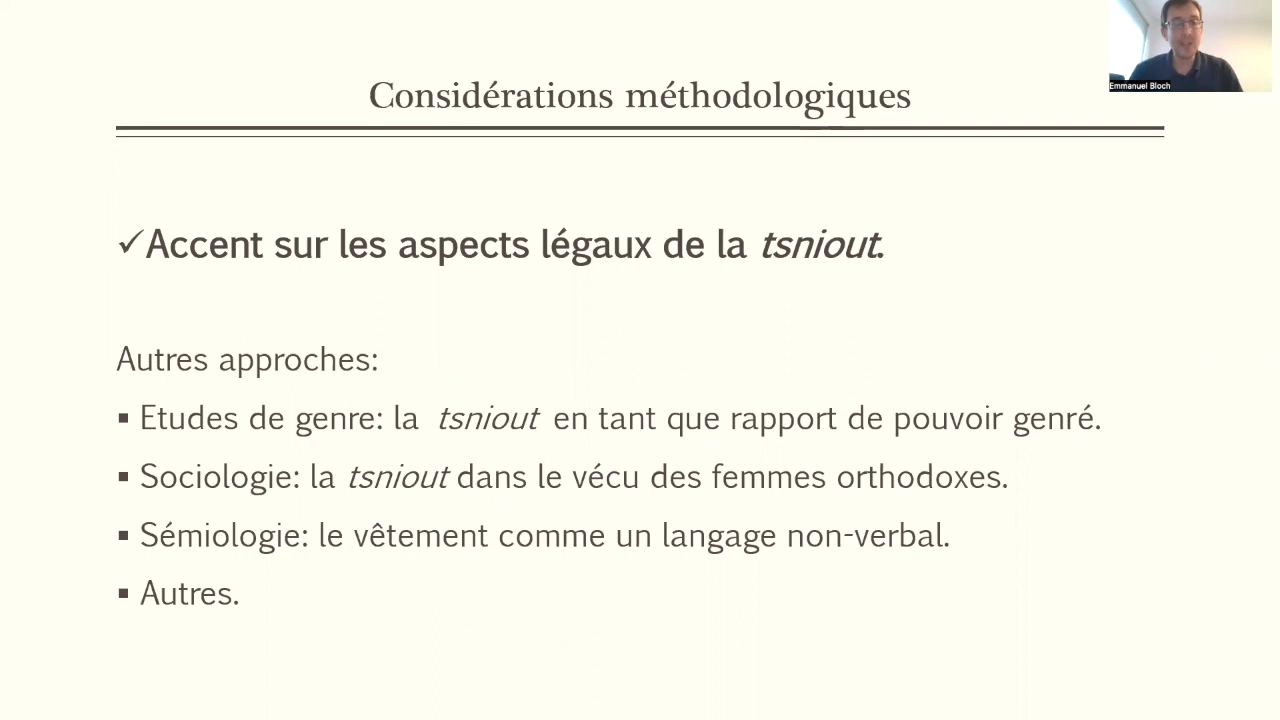 Considérations méthodologiques
Emmanuel Bloch
✓Accent sur les aspects légaux de la tsniout.
Autres approches:
▪ Etudes de genre: la tsniout en tant que rapport de pouvoir genré.
▪ Sociologie: la tsniout dans le vécu des femmes orthodoxes.
▪ Sémiologie: le vêtement comme un langage non-verbal.
▪ Autres.